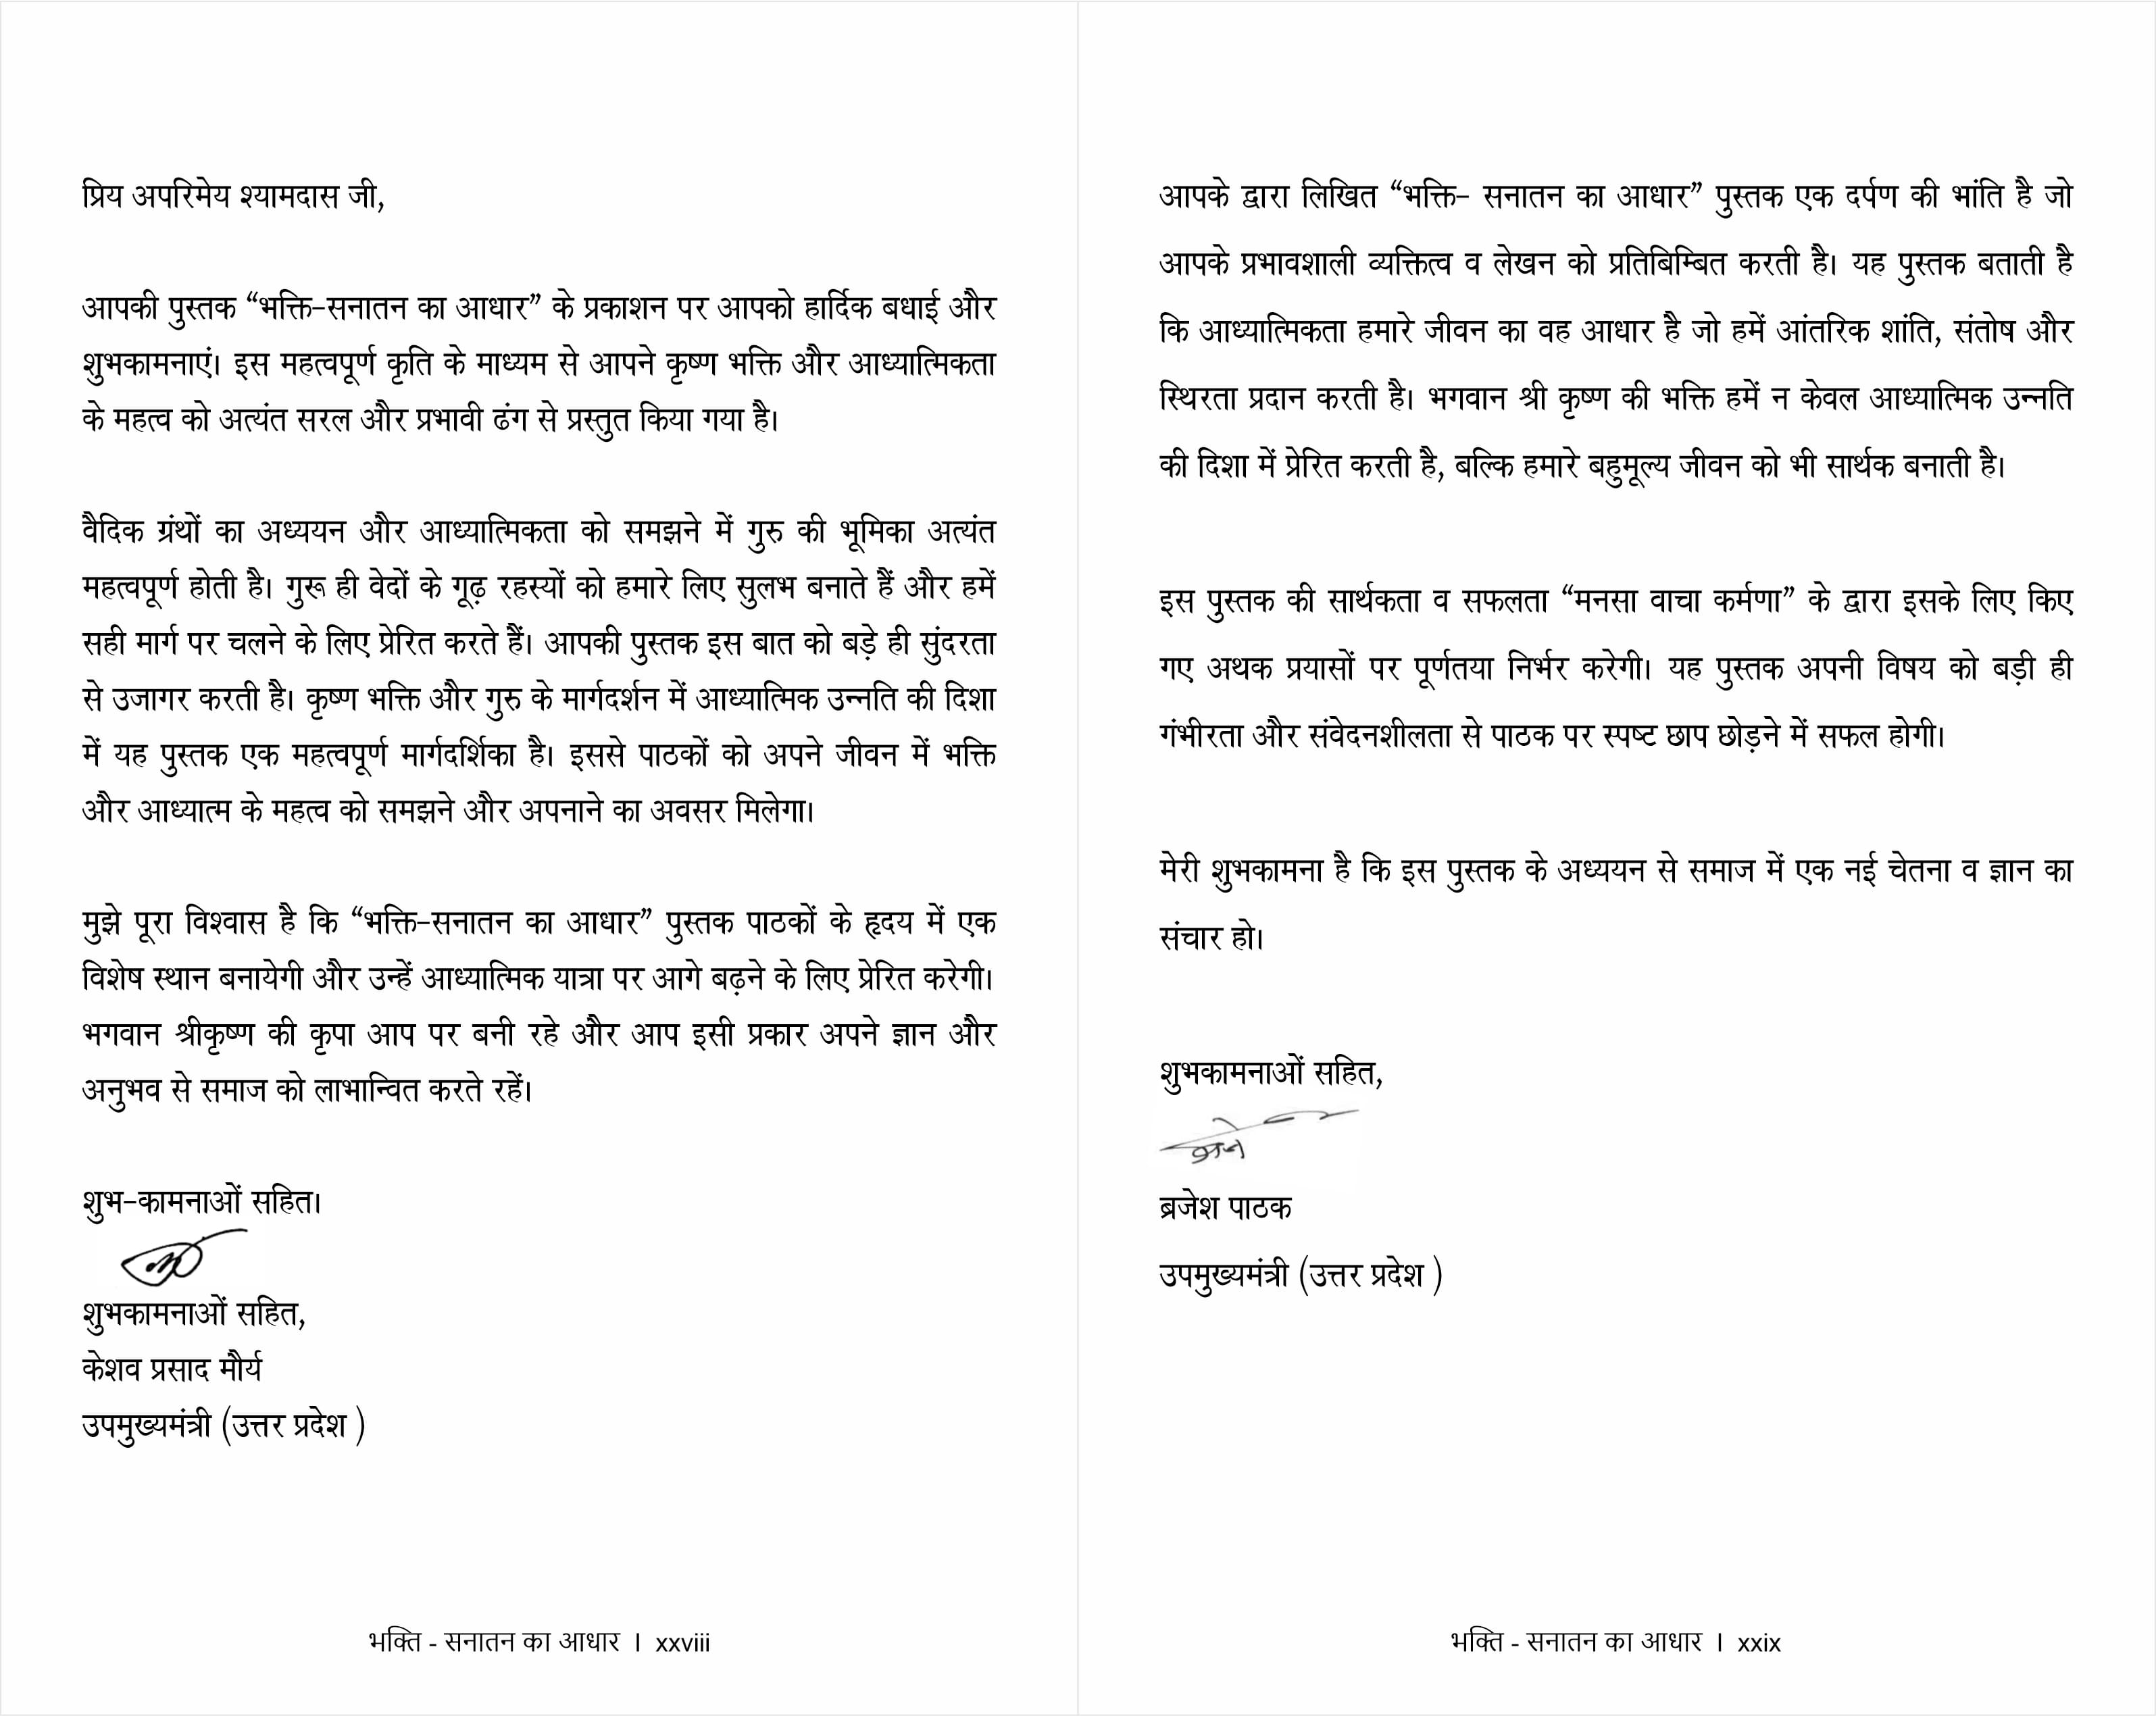 प्रिय अपरिमेय श्यामदास जी,
आपकी पुस्तक “भक्ति-सनातन का आधार” के प्रकाशन पर आपको हार्दिक बधाई और
शुभकामनाएं। इस महत्वपूर्ण कृति के माध्यम से आपने कृष्ण भक्ति और आध्यात्मिकता
के महत्व को अत्यंत सरल और प्रभावी ढंग से प्रस्तुत किया गया है।
वैदिक ग्रंथों का अध्ययन और आध्यात्मिकता को समझने में गुरु की भूमिका अत्यंत
महत्वपूर्ण होती है। गुरू ही वेदों के गूढ़ रहस्यों को हमारे लिए सुलभ बनाते हैं और हमें
सही मार्ग पर चलने के लिए प्रेरित करते हैं। आपकी पुस्तक इस बात को बड़े ही सुंदरता
से उजागर करती है। कृष्ण भक्ति और गुरु के मार्गदर्शन में आध्यात्मिक उन्नति की दिशा
में यह पुस्तक एक महत्वपूर्ण मार्गदर्शिका है। इससे पाठकों को अपने जीवन में भक्ति
और आध्यात्म के महत्व को समझने और अपनाने का अवसर मिलेगा।
मुझे पूरा विश्वास है कि “भक्ति-सनातन का आधार” पुस्तक पाठकों के हृदय में एक
विशेष स्थान बनायेगी और उन्हें आध्यात्मिक यात्रा पर आगे बढ़ने के लिए प्रेरित करेगी।
भगवान श्रीकृष्ण की कृपा आप पर बनी रहे और आप इसी प्रकार अपने ज्ञान और
अनुभव से समाज को लाभान्वित करते रहें।
शुभ-कामनाओं सहित।
शुभकामनाओं सहित,
केशव प्रसाद मौर्य
उपमुख्यमंत्री (उत्तर प्रदेश )
भक्ति - सनातन का आधार । xxviii
आपके द्वारा लिखित “भक्ति- सनातन का आधार” पुस्तक एक दर्पण की भांति है जो
आपके प्रभावशाली व्यक्तित्व व लेखन को प्रतिबिम्बित करती है। यह पुस्तक बताती है
कि आध्यात्मिकता हमारे जीवन का वह आधार है जो हमें आंतरिक शांति, संतोष और
स्थिरता प्रदान करती है। भगवान श्री कृष्ण की भक्ति हमें न केवल आध्यात्मिक उन्नति
की दिशा में प्रेरित करती है, बल्कि हमारे बहुमूल्य जीवन को भी सार्थक बनाती है।
इस पुस्तक की सार्थकता व सफलता “मनसा वाचा कर्मणा” के द्वारा इसके लिए किए
गए अथक प्रयासों पर पूर्णतया निर्भर करेगी। यह पुस्तक अपनी विषय को बड़ी ही
गंभीरता और संवेदनशीलता से पाठक पर स्पष्ट छाप छोड़ने में सफल होगी।
मेरी शुभकामना है कि इस पुस्तक के अध्ययन से समाज में एक नई चेतना व ज्ञान का
संचार हो।
शुभकामनाओं सहित,
ब्रजेश पाठक
उपमुख्यमंत्री (उत्तर प्रदेश )
भक्ति - सनातन का आधार । xxix